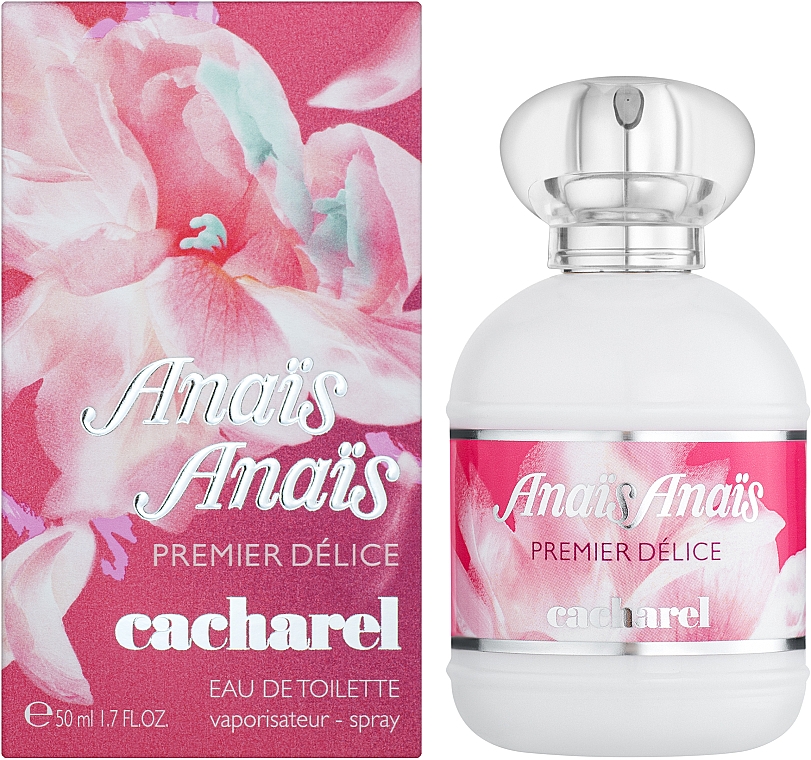 Anaïs
Anaïs
PREMIER DÉLICE
cacharel
EAU DE TOILETTE
℮ 50 ml 1.7 FL.OZ.
vaporisateur - spray
Anaïs Anaïs
PREMIER DÉLICE
cacharel